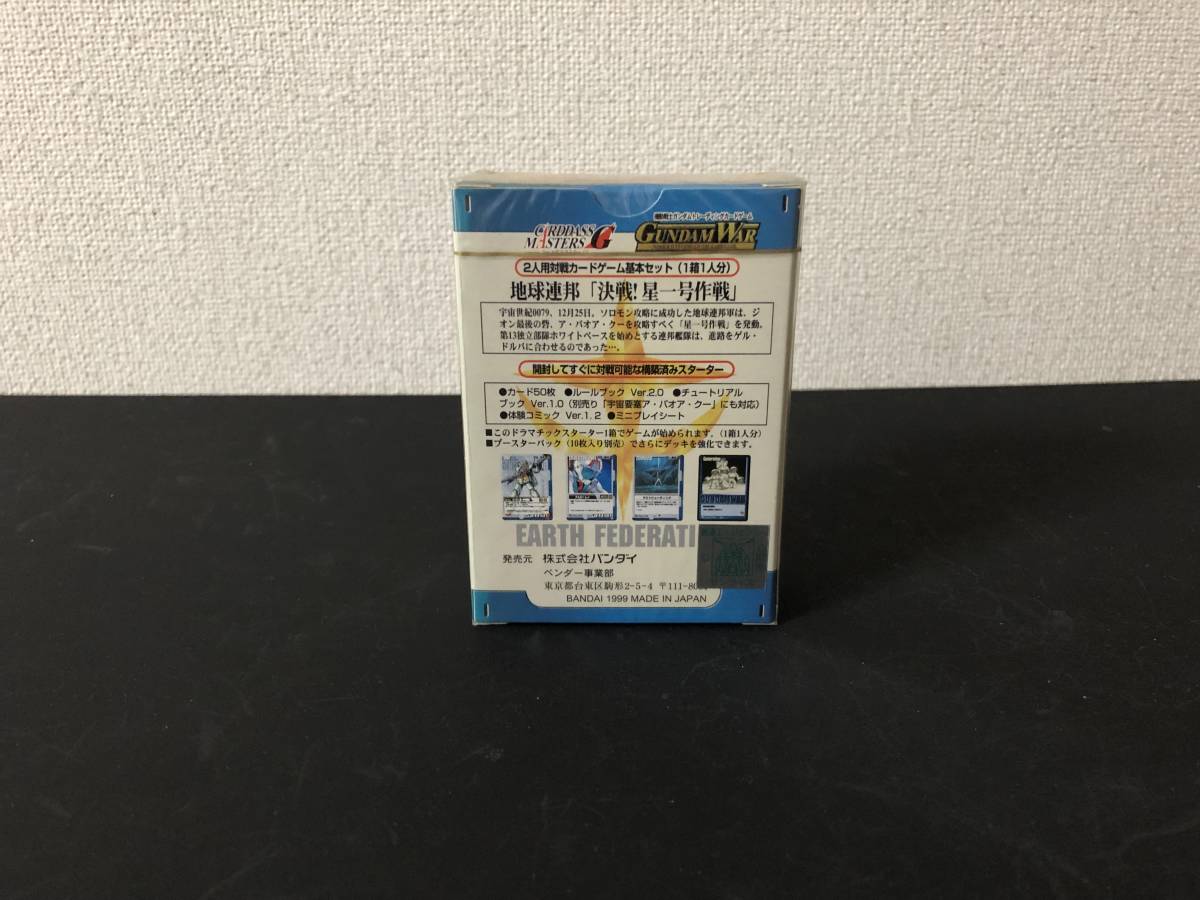 機動戦士ガンダムトレーディングカードゲーム
CARDDASS MASTERS G
GUNDAM WAR
2人用対戦カードゲーム基本セット(1箱1人分)
地球連邦「決戦!星一号作戦」
宇宙世紀0079、12月25日。ソロモン攻略に成功した地球連邦軍は、ジ
オン最後の砦、ア・バオア・クーを攻略すべく「星一号作戦」を発動。
第13独立部隊ホワイトベースを始めとする連邦艦隊は、進路をゲル・
ドルバに合わせるのであった…。
開封してすぐに対戦可能な構築済みスターター
●カード50枚 ●ルールブック Ver.2.0 ●チュートリアル
ブック Ver.1.0(別売り「宇宙要塞ア・バオア・クー」にも対応)
●体験コミック Ver.1.2 ●ミニプレイシート
■このドラマチックスターター1箱でゲームが始められます。(1箱1人分)
■ブースターパック(10枚入り別売)でさらにデッキを強化できます。
EARTH FEDERATI
発売元 株式会社バンダイ
ベンダー事業部
東京都台東区駒形2-5-4 〒111-80
BANDAI 1999 MADE IN JAPAN